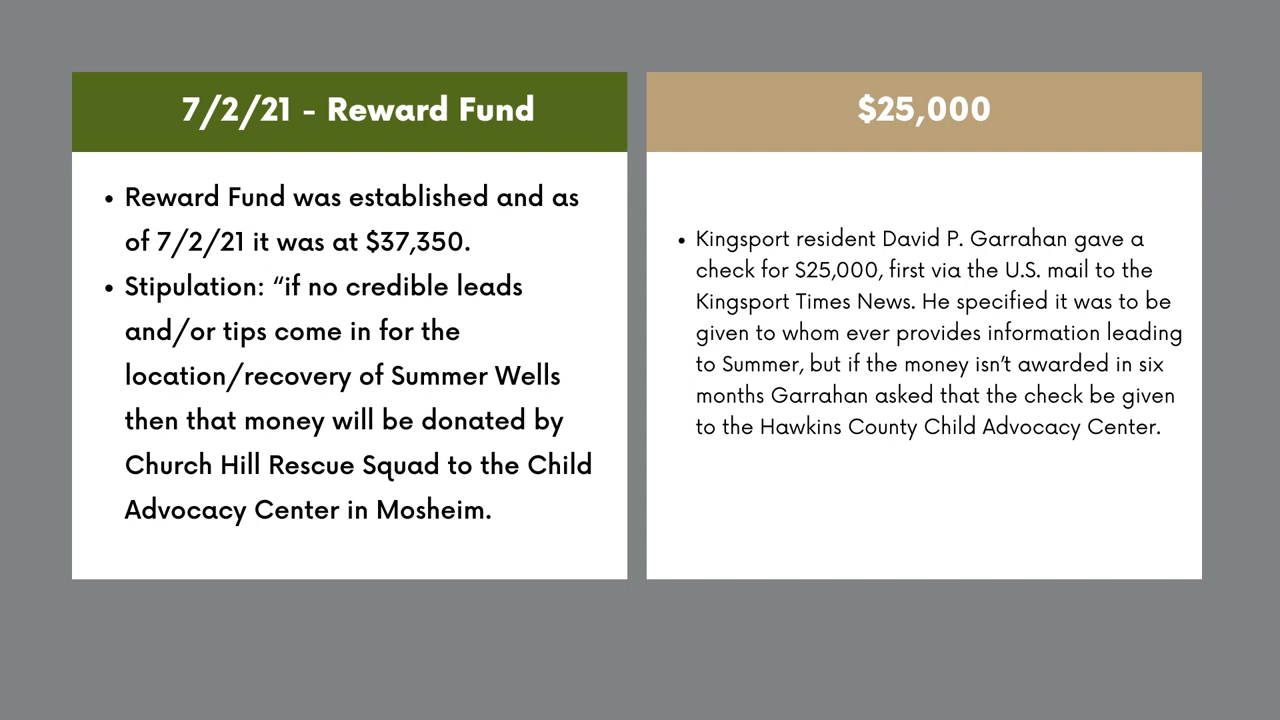 7/2/21 - Reward Fund
• Reward Fund was established and as
of 7/2/21 it was at $37,350.
• Stipulation: “if no credible leads
and/or tips come in for the
location/recovery of Summer Wells
then that money will be donated by
Church Hill Rescue Squad to the Child
Advocacy Center in Mosheim.
$25,000
• Kingsport resident David P. Garrahan gave a
check for $25,000, first via the U.S. mail to the
Kingsport Times News. He specified it was to be
given to whom ever provides information leading
to Summer, but if the money isn’t awarded in six
months Garrahan asked that the check be given
to the Hawkins County Child Advocacy Center.